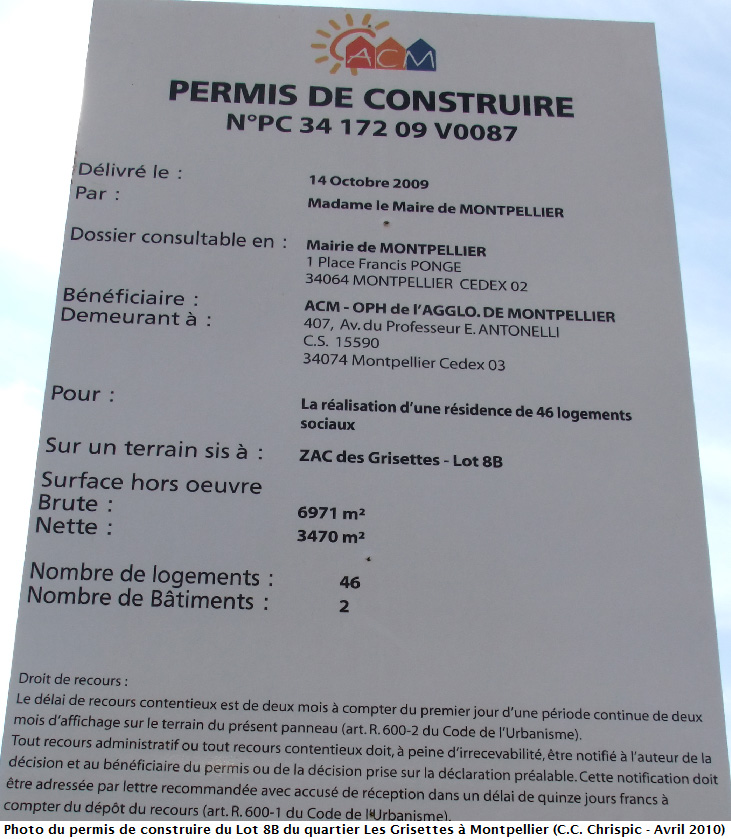 ACM
PERMIS DE CONSTRUIRE
N°PC 34 172 09 V0087
Délivré le : 14 Octobre 2009
Par : Madame le Maire de MONTPELLIER
Dossier consultable en : Mairie de MONTPELLIER
1 Place Francis PONGE
34064 MONTPELLIER CEDEX 02
Bénéficiaire : ACM - OPH de l'AGGLO. DE MONTPELLIER
Demeurant à : 407, Av. du Professeur E. ANTONELLI
C.S. 15590
34074 Montpellier Cedex 03
Pour : La réalisation d'une résidence de 46 logements
sociaux
Sur un terrain sis à : ZAC des Grisettes - Lot 8B
Surface hors oeuvre
Brute : 6971 m²
Nette : 3470 m²
Nombre de logements : 46
Nombre de Bâtiments : 2
Droit de recours :
Le délai de recours contentieux est de deux mois à compter du premier jour d'une période continue de deux
mois d'affichage sur le terrain du présent panneau (art. R. 600-2 du Code de l'Urbanisme).
Tout recours administratif ou tout recours contentieux doit, à peine d'irrecevabilité, être notifié à l'auteur de la
décision et au bénéficiaire du permis ou de la décision prise sur la déclaration préalable. Cette notification doit
être adressée par lettre recommandée avec accusé de réception dans un délai de quinze jours francs à
compter du dépôt du recours (art. R. 600-1 du Code de l'Urbanisme).
Photo du permis de construire du Lot 8B du quartier Les Grisettes à Montpellier (C.C. Chrispic - Avril 2010)